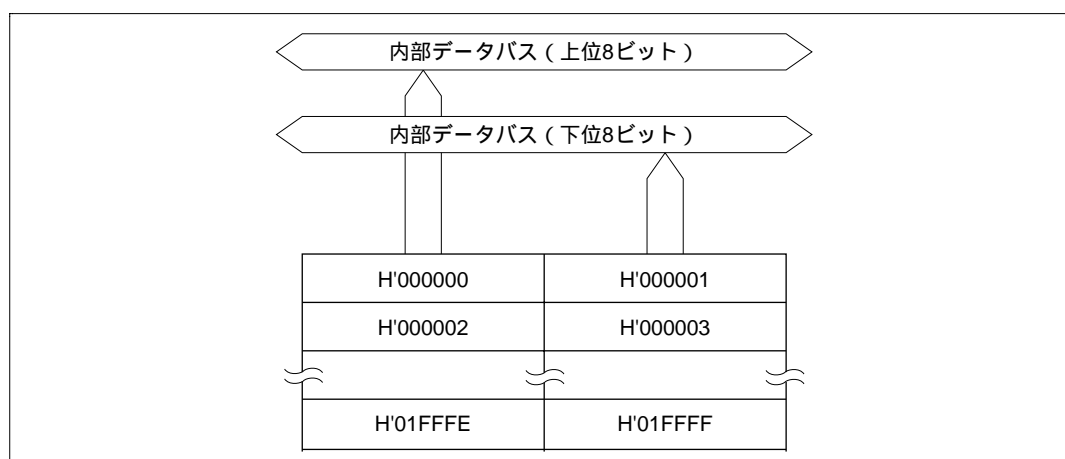 内部データバス（上位8ビット）
内部データバス（下位8ビット）
H'000000 H'000001
H'000002 H'000003
H'01FFFE H'01FFFF